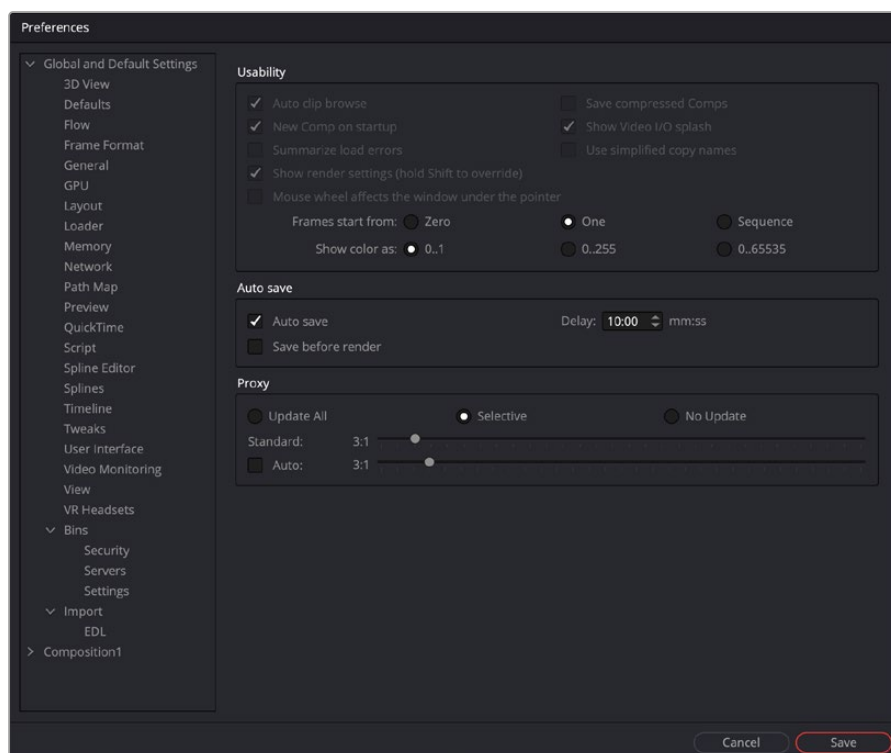 Preferences
Global and Default Settings
3D View
Defaults
Flow
Frame Format
General
GPU
Layout
Loader
Memory
Network
Path Map
Preview
QuickTime
Script
Spline Editor
Splines
Timeline
Tweaks
User Interface
Video Monitoring
View
VR Headsets
Bins
Security
Servers
Settings
Import
EDL
Composition1
Usability
Auto clip browse
Save compressed Comps
New Comp on startup
Show Video I/O splash
Summarize load errors
Use simplified copy names
Show render settings (hold Shift to override)
Mouse wheel affects the window under the pointer
Frames start from: Zero One Sequence
Show color as: 0..1 0..255 0..65535
Auto save
Auto save Delay: 10:00 mm:ss
Save before render
Proxy
Update All Selective No Update
Standard: 3:1
Auto: 3:1
Cancel Save